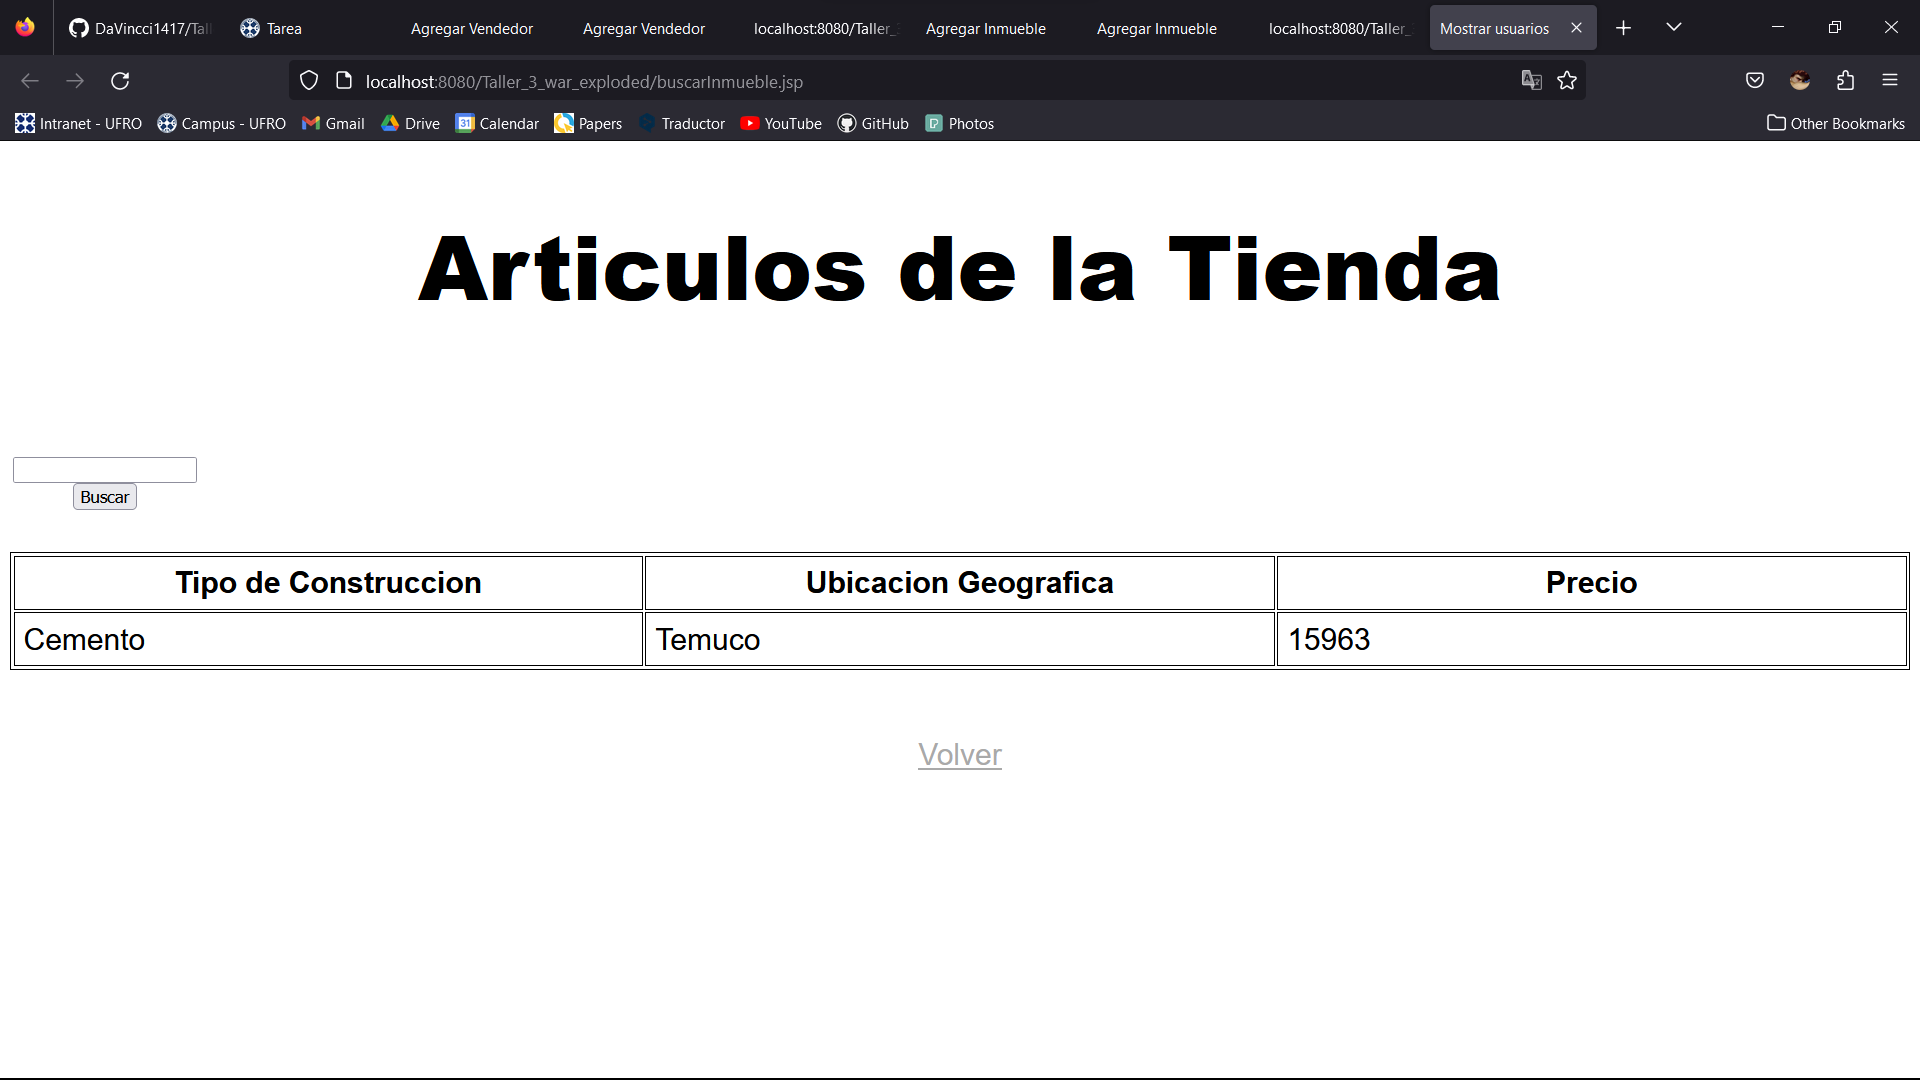 DaVincci1417/Tall
Tarea
Agregar Vendedor
Agregar Vendedor
localhost:8080/Taller_
Agregar Inmueble
Agregar Inmueble
localhost:8080/Taller_
Mostrar usuarios
localhost:8080/Taller_3_war_exploded/buscarInmueble.jsp
Intranet - UFRO
Campus - UFRO
Gmail
Drive
31
Calendar
Papers
Traductor
YouTube
GitHub
Photos
Other Bookmarks
Articulos de la Tienda
Buscar
Tipo de Construccion
Ubicacion Geografica
Precio
Cemento
Temuco
15963
Volver